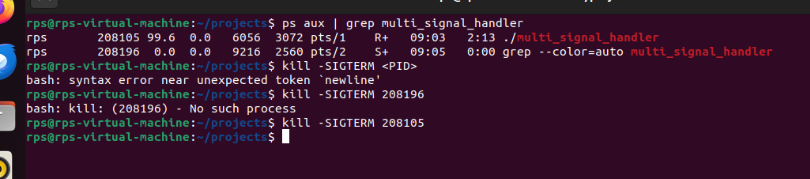 rps@rps-virtual-machine:~/projects$ ps aux | grep multi_signal_handler
rps 208105 99.6 0.0 6056 3072 pts/1 R+ 09:03 2:13 ./multi_signal_handler
rps 208196 0.0 0.0 9216 2560 pts/2 S+ 09:05 0:00 grep --color=auto multi_signal_handler
rps@rps-virtual-machine:~/projects$ kill -SIGTERM <PID>
bash: syntax error near unexpected token `newline'
rps@rps-virtual-machine:~/projects$ kill -SIGTERM 208196
bash: kill: (208196) - No such process
rps@rps-virtual-machine:~/projects$ kill -SIGTERM 208105
rps@rps-virtual-machine:~/projects$